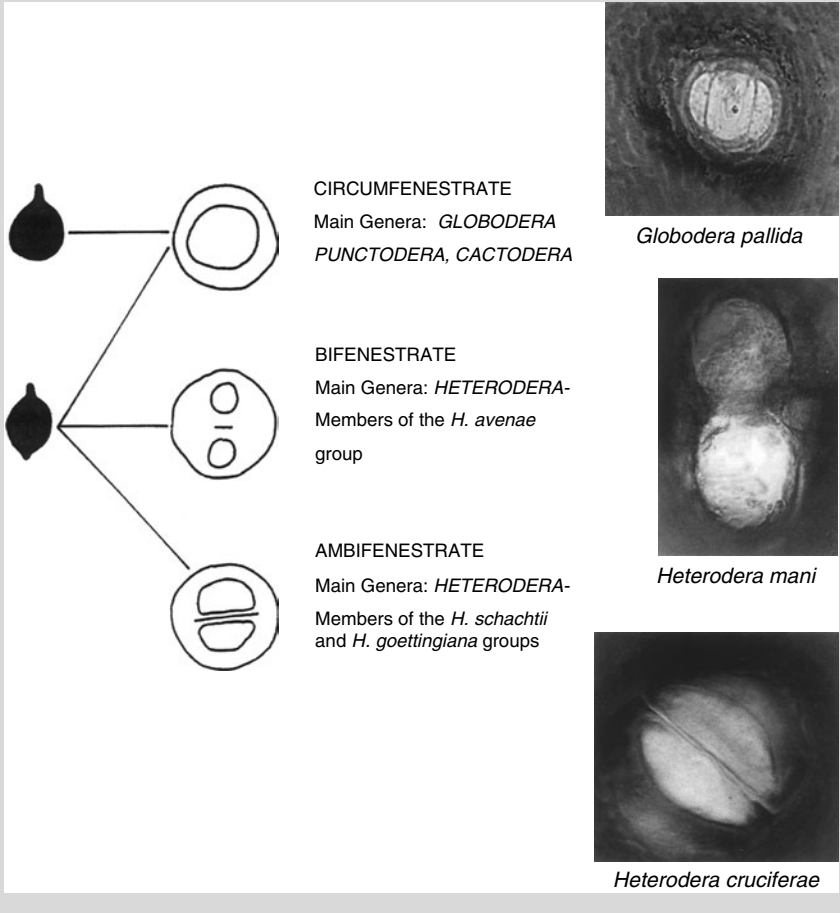 CIRCUMFENESTRATE
Main Genera: GLOBODERA
PUNCTODERA, CACTODERA
Globodera pallida
BIFENESTRATE
Main Genera: HETERODERA-
Members of the H. avenae
group
Heterodera mani
AMBIFENESTRATE
Main Genera: HETERODERA-
Members of the H. schachtii
and H. goettingiana groups
Heterodera cruciferae